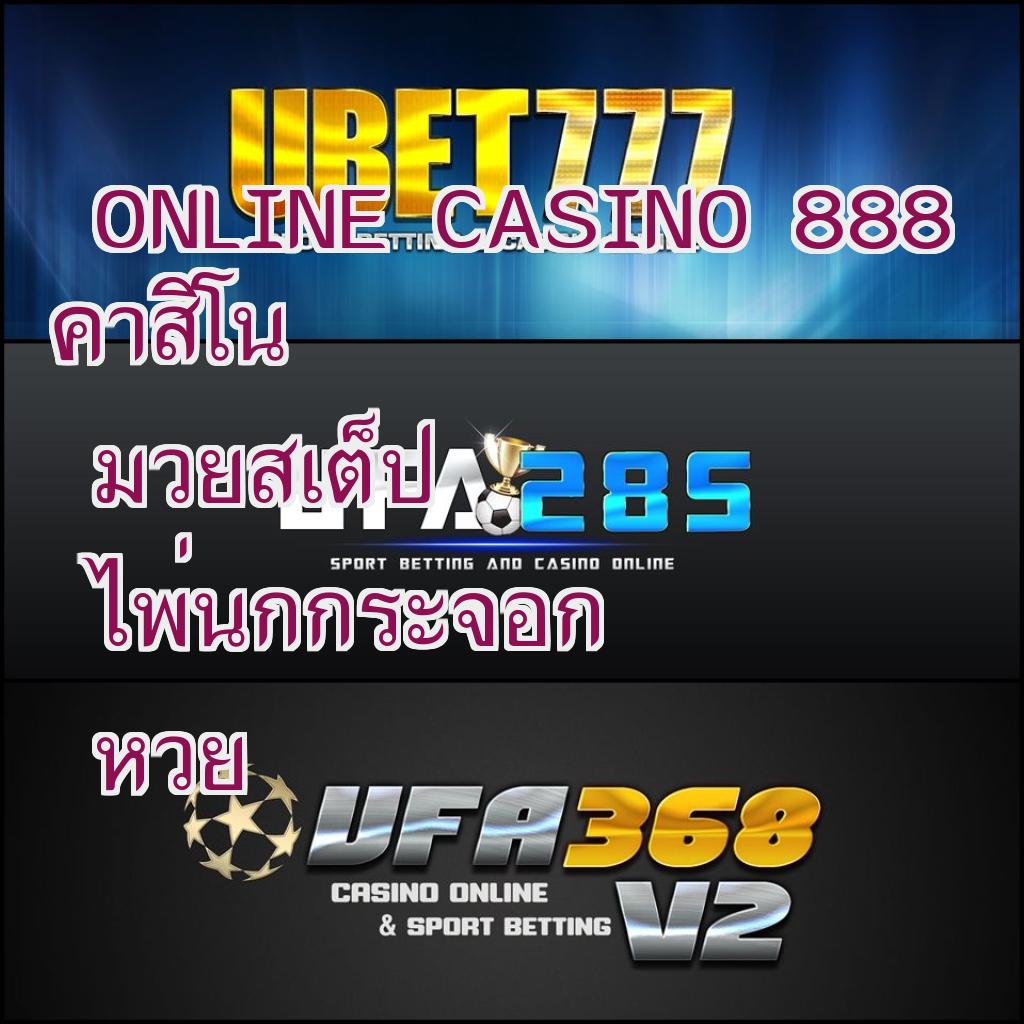 UBET777
ONLINE CASINO 888
คาสิโน
มวยสเต็ป
UFA285
SPORT BETTING AND CASINO ONLINE
ไพ่นกกระจอก
หวย
UFA368
CASINO ONLINE
& SPORT BETTING
V2